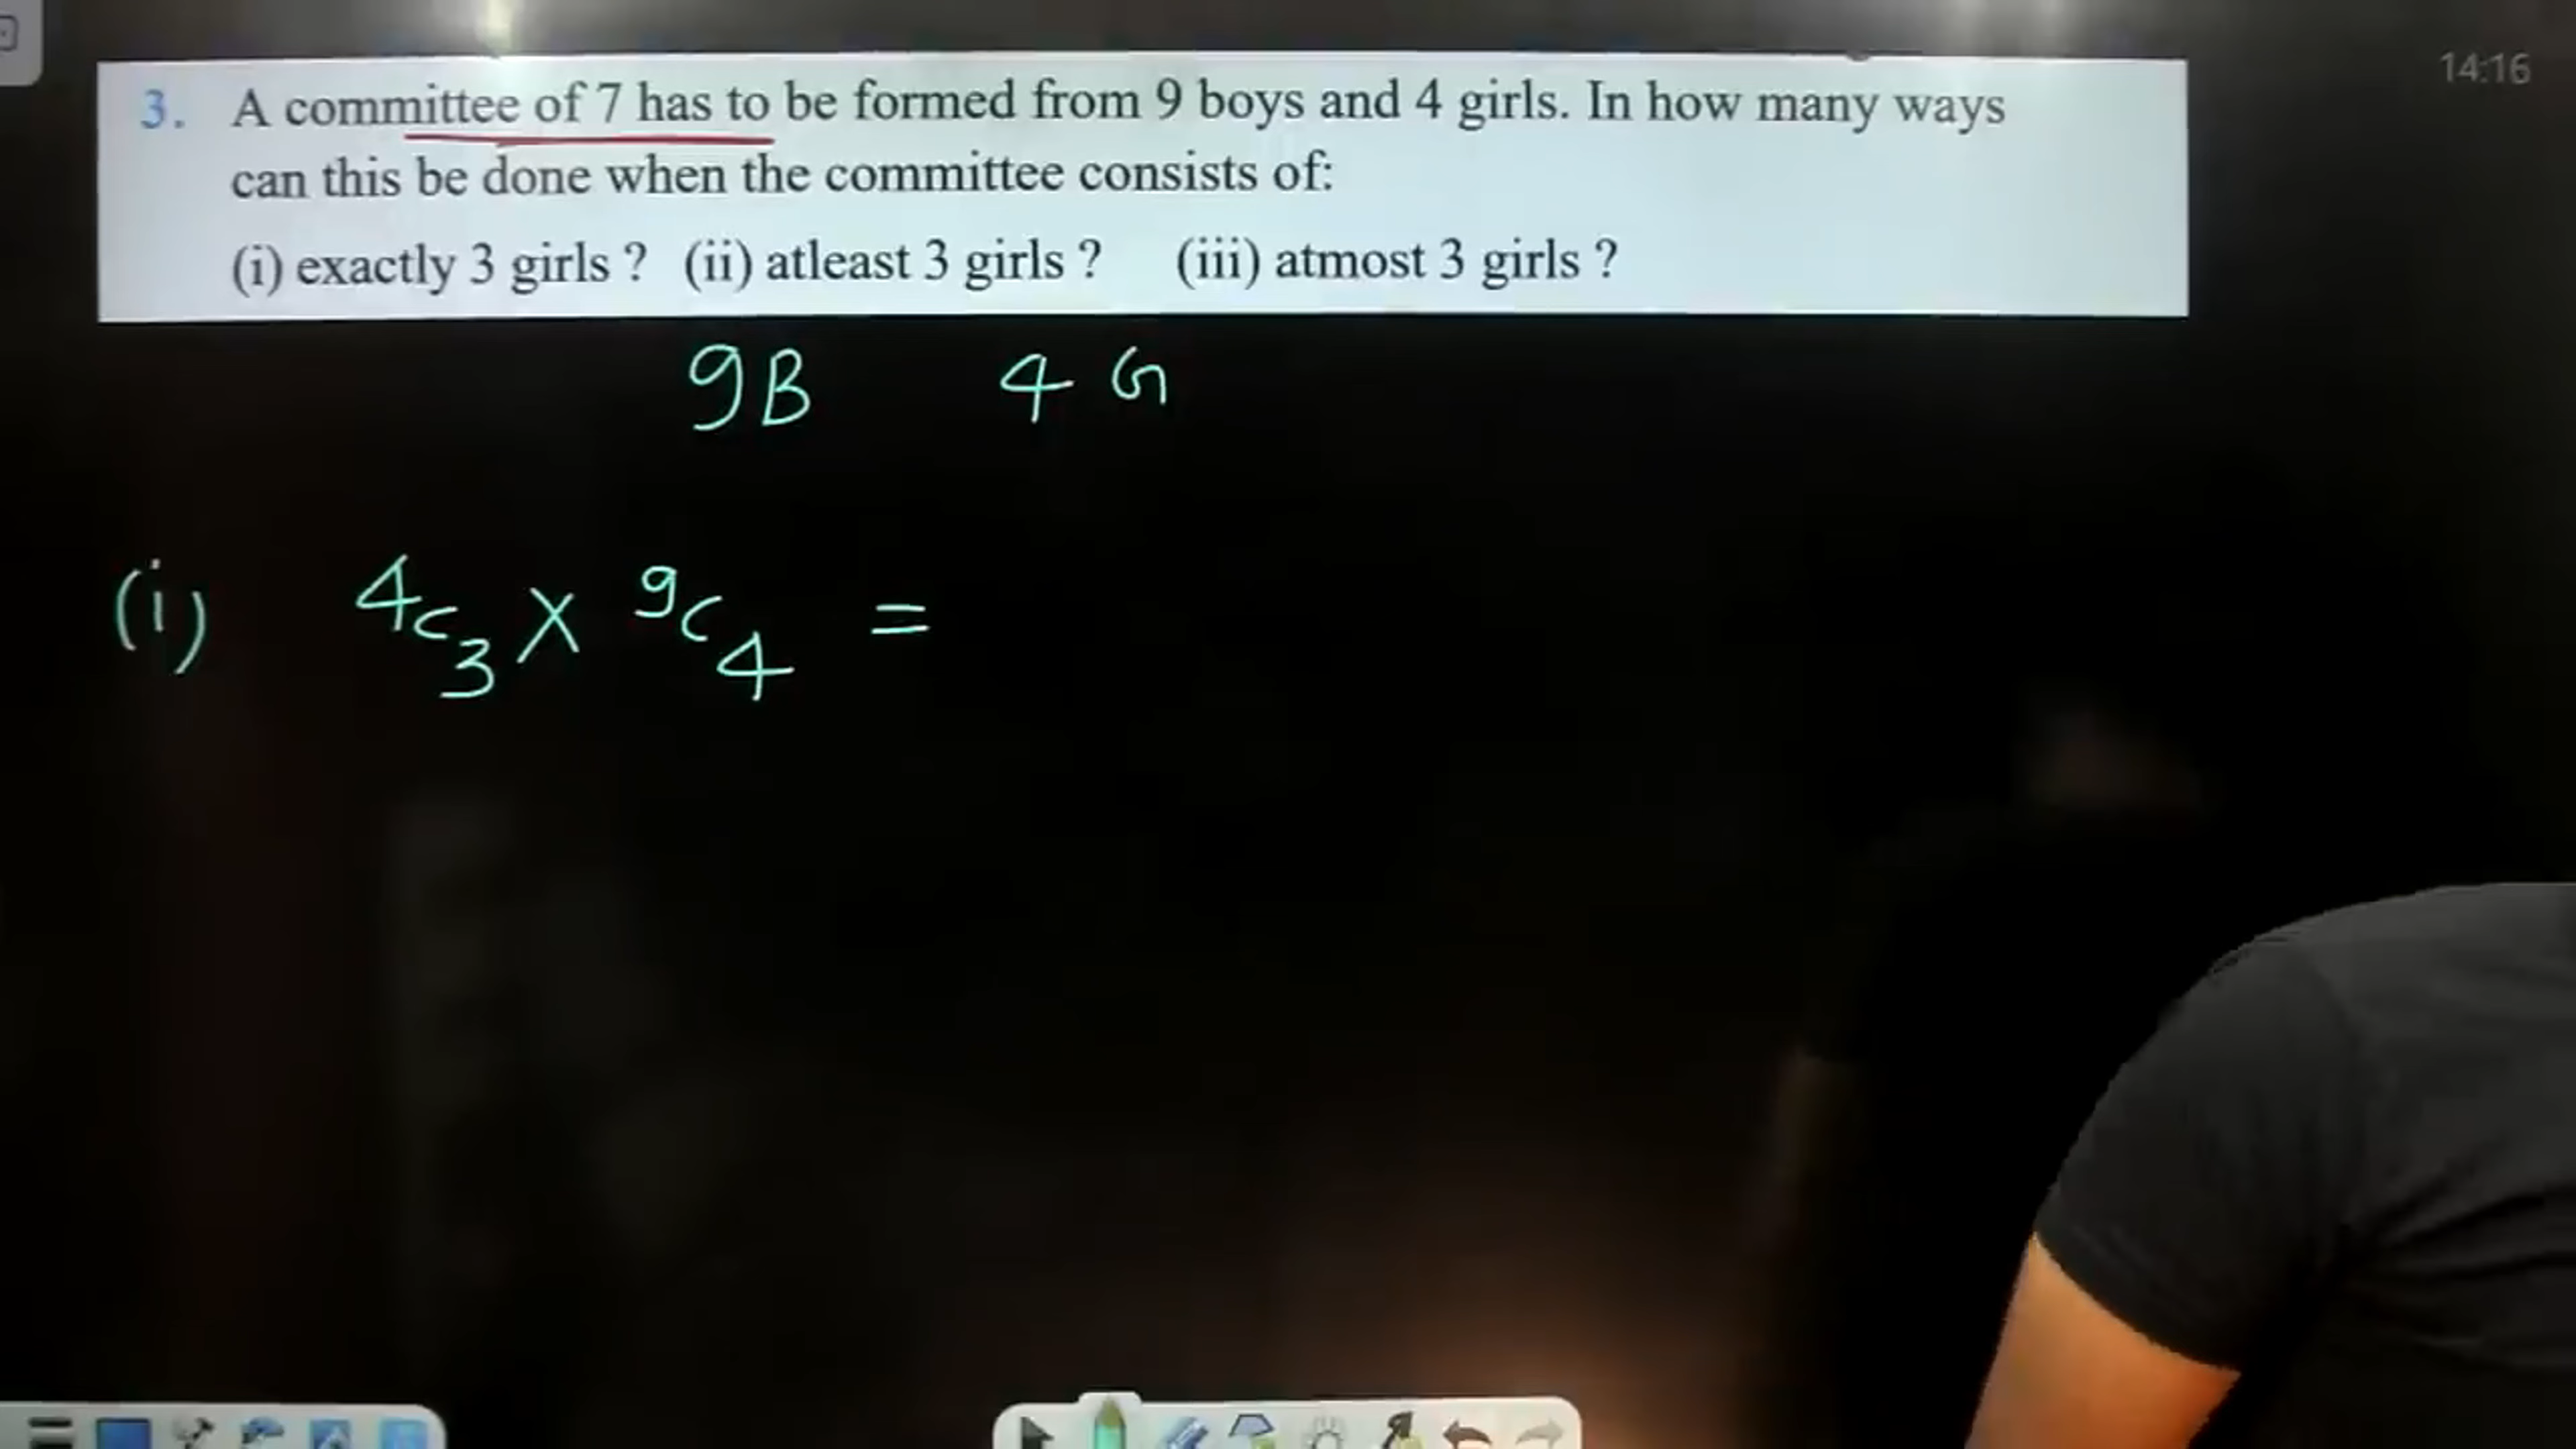 14:16
3. A committee of 7 has to be formed from 9 boys and 4 girls. In how many ways
can this be done when the committee consists of:
(i) exactly 3 girls ? (ii) atleast 3 girls ? (iii) atmost 3 girls ?
9B 4 G
(i) ⁴C₃ X ⁹C₄ =